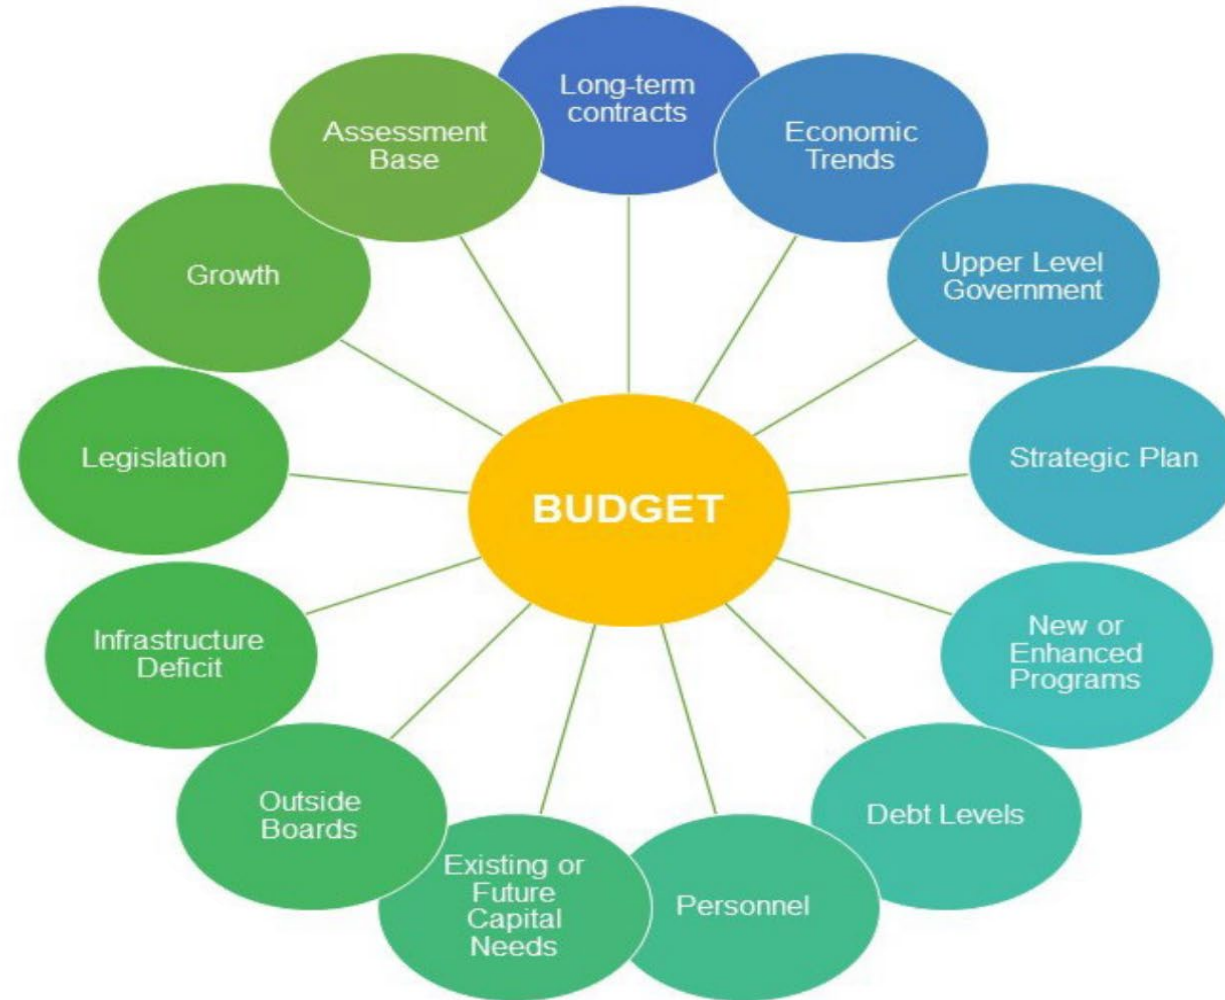 Long-term
contracts
Economic
Trends
Upper Level
Government
Strategic Plan
New or
Enhanced
Programs
Debt Levels
Personnel
Existing or
Future
Capital
Needs
Outside
Boards
Infrastructure
Deficit
Legislation
Growth
Assessment
Base
BUDGET